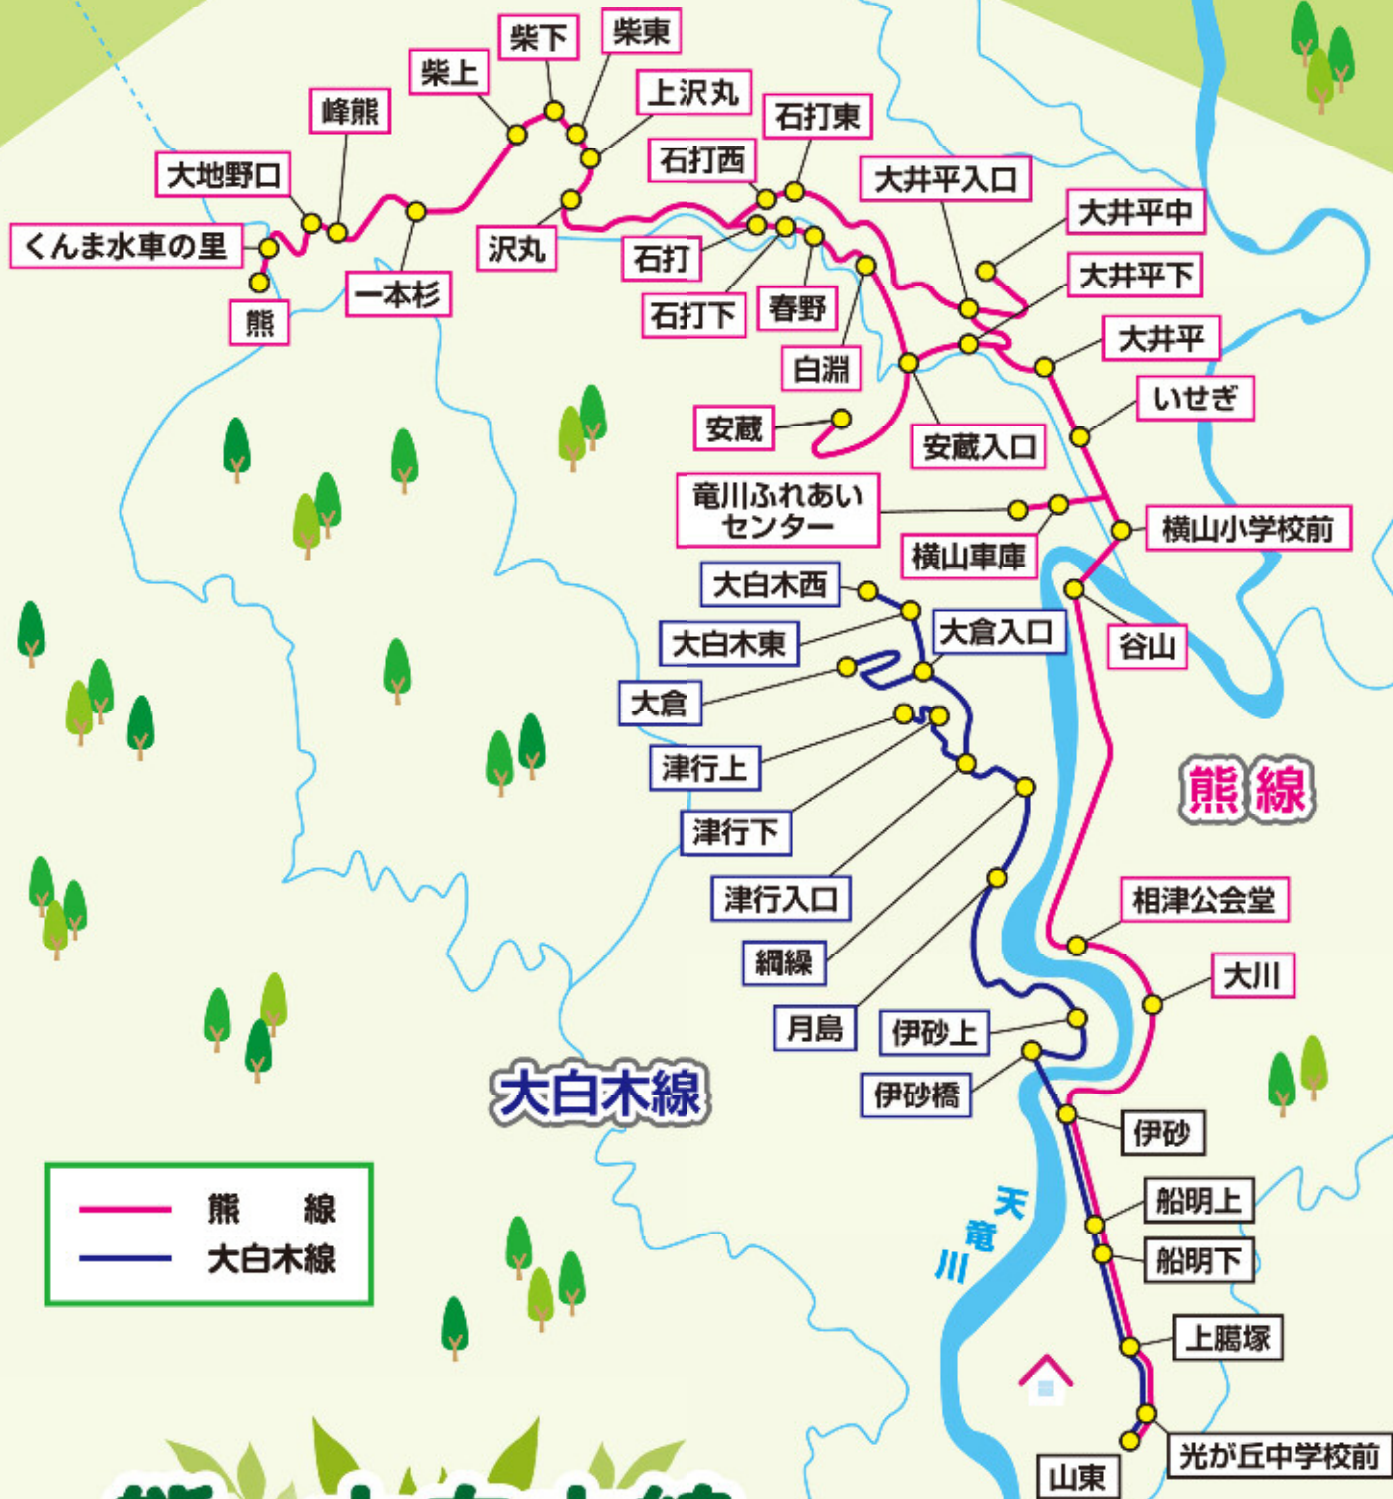 柴下
柴東
柴上
上沢丸
峰熊
石打東
石打西
大地野口
大井平入口
大井平中
くんま水車の里
沢丸
石打
大井平下
一本杉
石打下
春野
熊
大井平
白淵
いせぎ
安蔵
安蔵入口
竜川ふれあい
センター
横山小学校前
横山車庫
大白木西
大白木東
大倉入口
谷山
大倉
津行上
熊線
津行下
津行入口
相津公会堂
綱繰
大川
月島
伊砂上
大白木線
伊砂橋
伊砂
熊 線
大白木線
船明上
天竜川
船明下
上臈塚
光が丘中学校前
山東